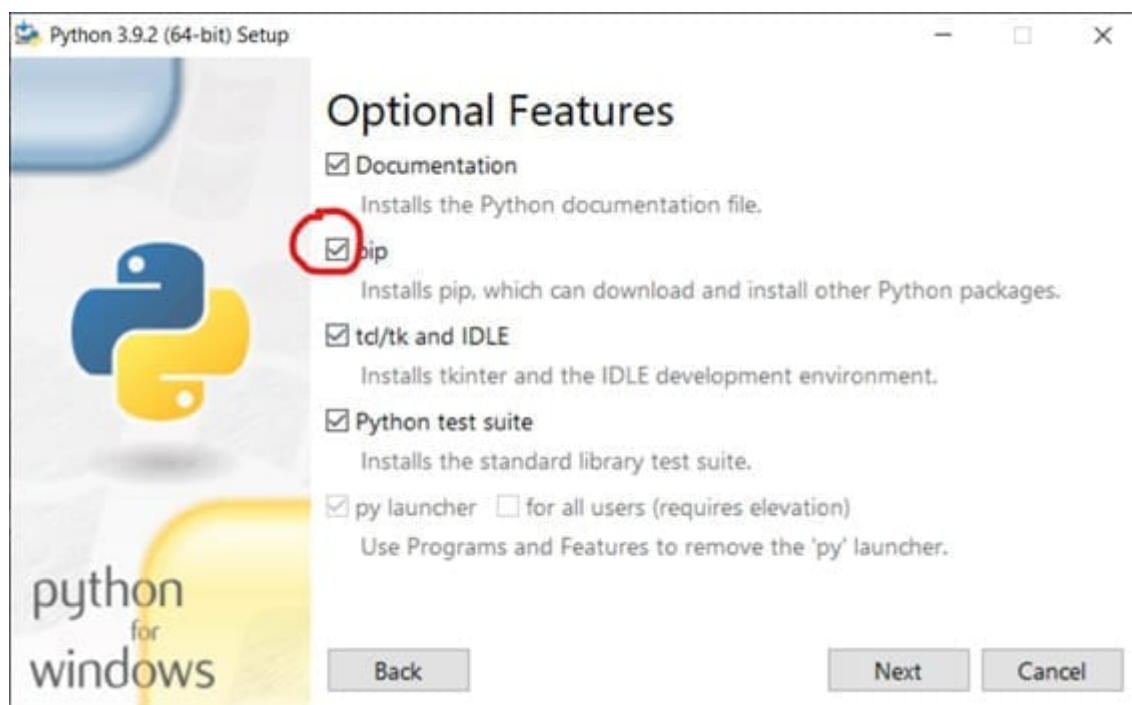 Python 3.9.2 (64-bit) Setup
Optional Features
Documentation
Installs the Python documentation file.
pip
Installs pip, which can download and install other Python packages.
tcl/tk and IDLE
Installs tkinter and the IDLE development environment.
Python test suite
Installs the standard library test suite.
py launcher for all users (requires elevation)
Use Programs and Features to remove the 'py' launcher.
python
for
windows
Back Next Cancel